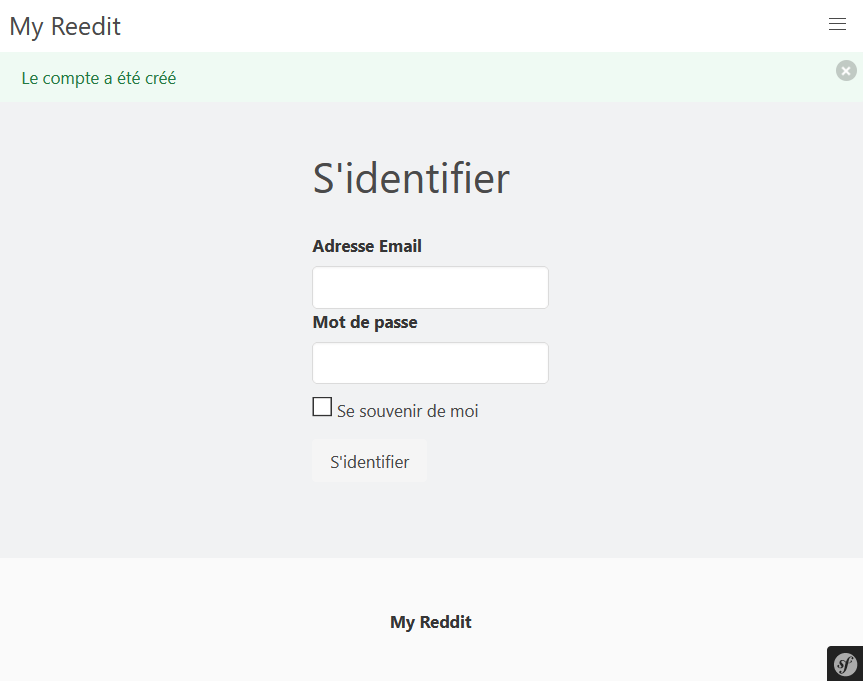 My Reedit
Le compte a été créé
S'identifier
Adresse Email
Mot de passe
Se souvenir de moi
S'identifier
My Reddit
sf